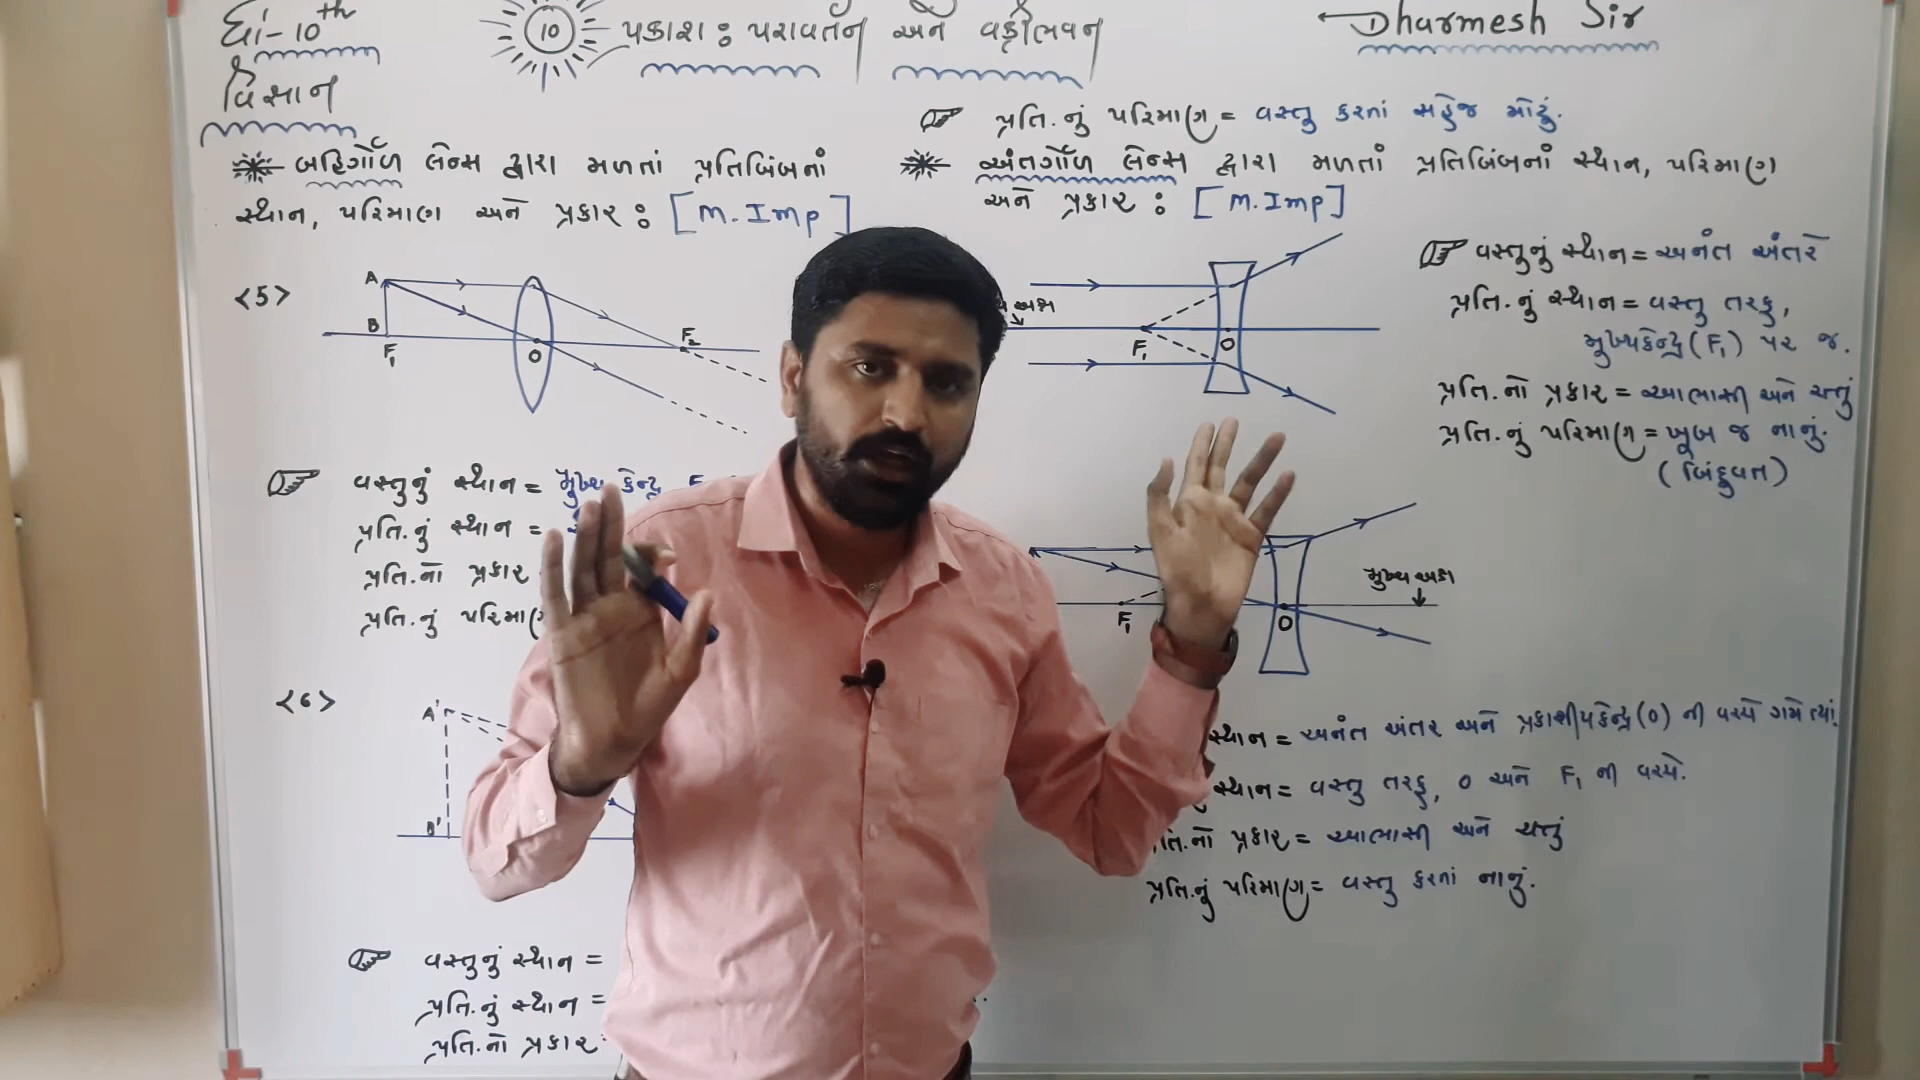 ધો-10th
વિજ્ઞાન
10 પ્રકાશ : પરાવર્તન અને વક્રીભવન
Dharmesh Sir
બહિર્ગોળ લેન્સ દ્વારા મળતાં પ્રતિબિંબનાં
સ્થાન, પરિમાણ અને પ્રકાર : [M. Imp]
<5>
A
B
F1
O
F2
વસ્તુનું સ્થાન = મુખ્ય કેન્દ્ર F
પ્રતિ.નું સ્થાન =
પ્રતિ.નો પ્રકાર
પ્રતિ.નું પરિમાણ
<6>
A'
B'
વસ્તુનું સ્થાન =
પ્રતિ.નું સ્થાન =
પ્રતિ.નો પ્રકાર
પ્રતિ.નું પરિમાણ = વસ્તુ કરતાં સહેજ મોટું.
અંતર્ગોળ લેન્સ દ્વારા મળતાં પ્રતિબિંબનાં સ્થાન, પરિમાણ
અને પ્રકાર : [M. Imp]
અક્ષ
F1
O
વસ્તુનું સ્થાન = અનંત અંતરે
પ્રતિ.નું સ્થાન = વસ્તુ તરફ,
મુખ્યકેન્દ્ર (F1) પર જ.
પ્રતિ.નો પ્રકાર = આભાસી અને ચત્તું
પ્રતિ.નું પરિમાણ = ખૂબ જ નાનું.
(બિંદુવત)
મુખ્ય અક્ષ
F1
O
સ્થાન = અનંત અંતર અને પ્રકાશીયકેન્દ્ર (O) ની વચ્ચે ગમે ત્યાં.
સ્થાન = વસ્તુ તરફ, O અને F1 ની વચ્ચે.
પ્રતિ.નો પ્રકાર = આભાસી અને ચત્તું
પ્રતિ.નું પરિમાણ = વસ્તુ કરતાં નાનું.